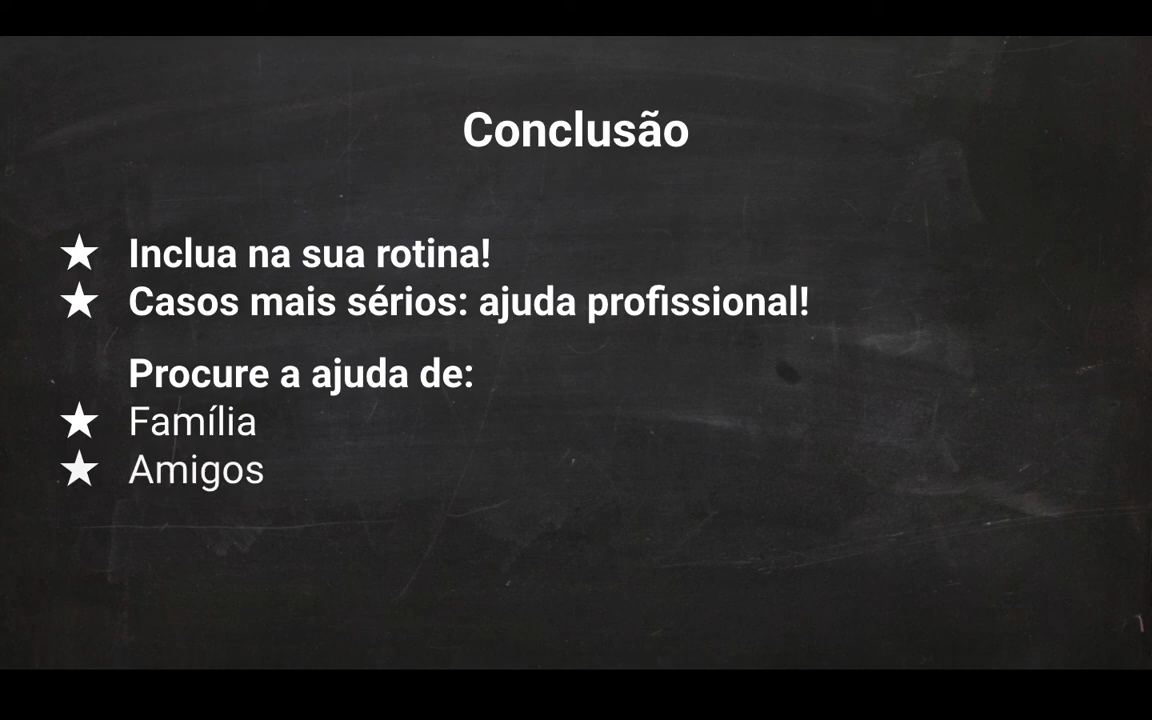 Conclusão
★ Inclua na sua rotina!
★ Casos mais sérios: ajuda profissional!
Procure a ajuda de:
★ Família
★ Amigos